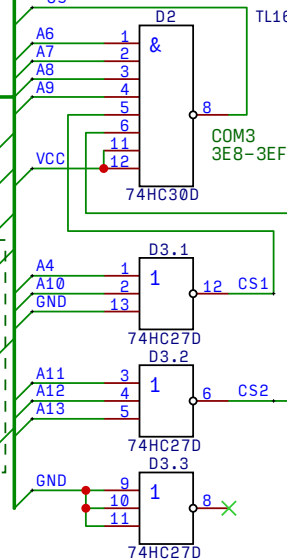 D2
TL16
A6 1 &
A7 2
A8 3
A9 4
5 8
6
COM3
11
3E8-3EF
VCC 12
74HC30D
D3.1
A4 1 1
A10 2 12 CS1
GND 13
74HC27D
D3.2
A11 3 1
A12 4 6 CS2
A13 5
74HC27D
D3.3
GND 9 1
10 8
11
74HC27D